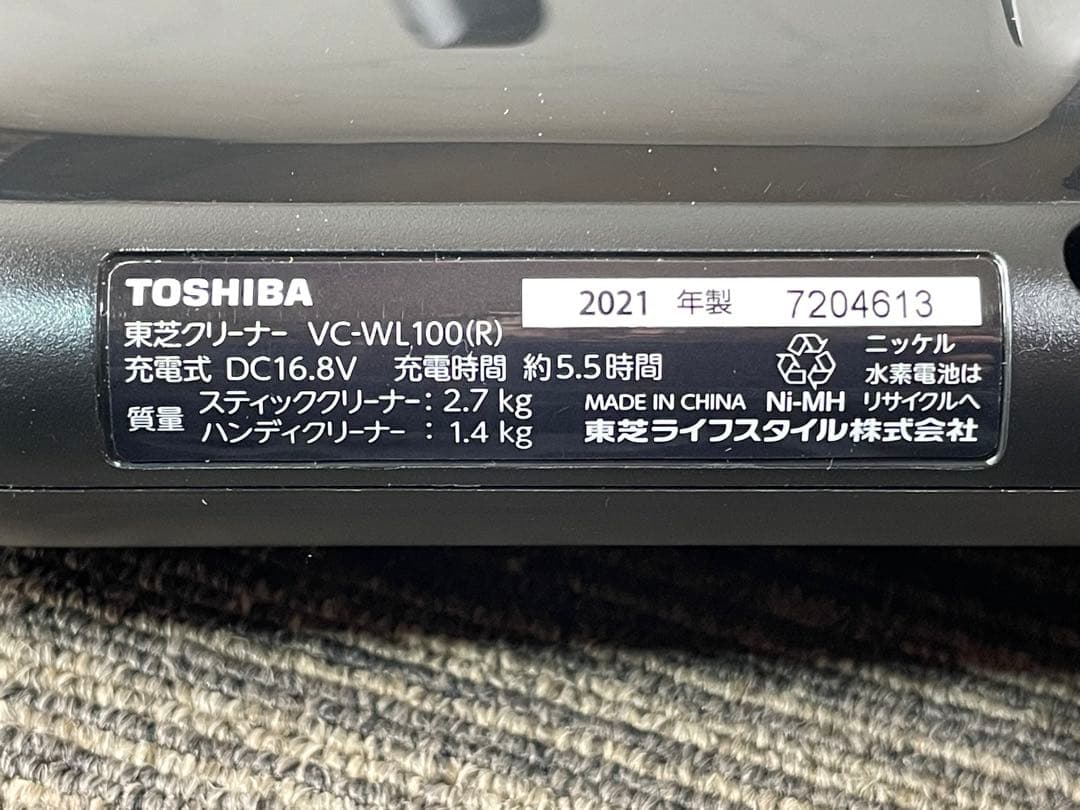 TOSHIBA
2021 年製 7204613
東芝クリーナー VC-WL100(R)
充電式 DC16.8V 充電時間 約5.5時間
質量 スティッククリーナー: 2.7 kg
ハンディクリーナー : 1.4 kg
ニッケル
水素電池は
MADE IN CHINA Ni-MH リサイクルへ
東芝ライフスタイル株式会社